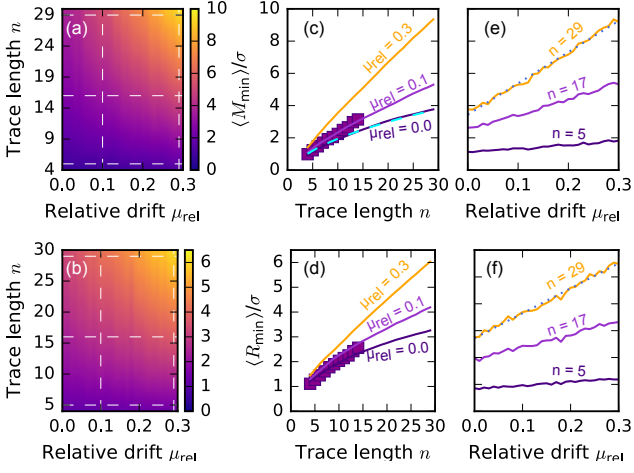 (a)
Trace length n
29
24
19
14
9
4
0.0 0.1 0.2 0.3
Relative drift μrel
10
8
6
4
2
0
(c)
⟨Mmin⟩/σ
10
8
6
4
2
0
μrel = 0.3
μrel = 0.1
μrel = 0.0
0 5 10 15 20 25 30
Trace length n
(e)
n = 29
n = 17
n = 5
0.0 0.1 0.2 0.3
Relative drift μrel
(b)
Trace length n
30
25
20
15
10
5
0.0 0.1 0.2 0.3
Relative drift μrel
6
5
4
3
2
1
0
(d)
⟨Rmin⟩/σ
6
5
4
3
2
1
0
μrel = 0.3
μrel = 0.1
μrel = 0.0
0 5 10 15 20 25 30
Trace length n
(f)
n = 29
n = 17
n = 5
0.0 0.1 0.2 0.3
Relative drift μrel